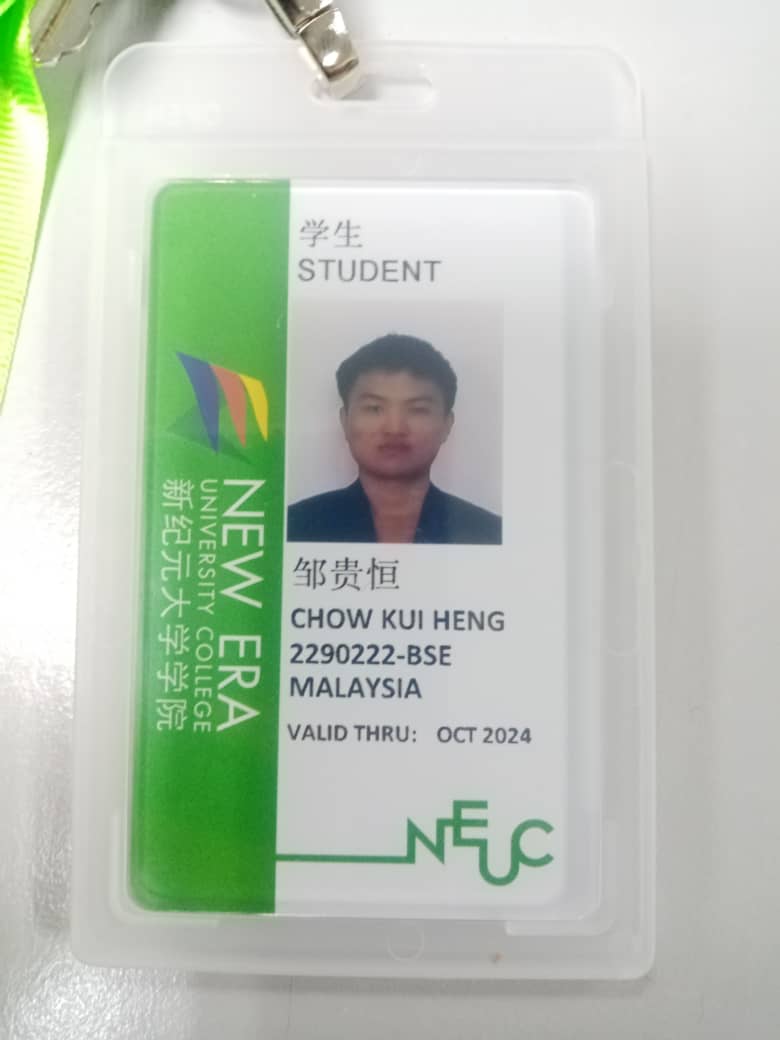 学生
STUDENT
NEW ERA
UNIVERSITY COLLEGE
新纪元大学学院
邹贵恒
CHOW KUI HENG
2290222-BSE
MALAYSIA
VALID THRU: OCT 2024
NEUC